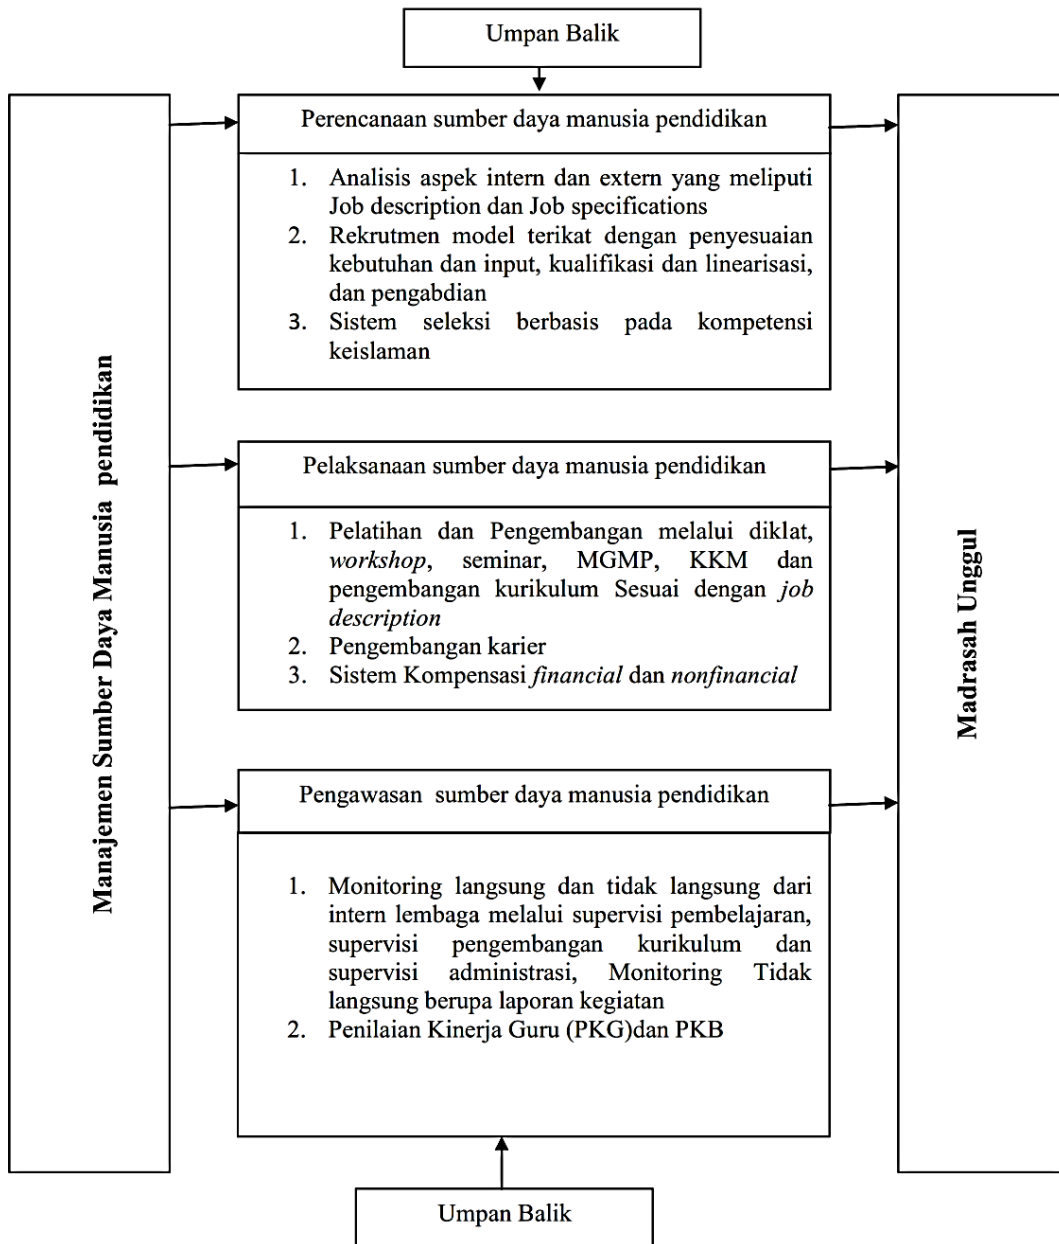 Umpan Balik
Manajemen Sumber Daya Manusia  pendidikan
Perencanaan sumber daya manusia pendidikan
1. Analisis aspek intern dan extern yang meliputi
Job description dan Job specifications
2. Rekrutmen model terikat dengan penyesuaian
kebutuhan dan input, kualifikasi dan linearisasi,
dan pengabdian
3. Sistem seleksi berbasis pada kompetensi
keislaman
Pelaksanaan sumber daya manusia pendidikan
1. Pelatihan dan Pengembangan melalui diklat,
workshop, seminar, MGMP, KKM dan
pengembangan kurikulum Sesuai dengan job
description
2. Pengembangan karier
3. Sistem Kompensasi financial dan nonfinancial
Pengawasan  sumber daya manusia pendidikan
1. Monitoring langsung dan tidak langsung dari
intern lembaga melalui supervisi pembelajaran,
supervisi pengembangan kurikulum dan
supervisi administrasi, Monitoring Tidak
langsung berupa laporan kegiatan
2. Penilaian Kinerja Guru (PKG)dan PKB
Madrasah Unggul
Umpan Balik